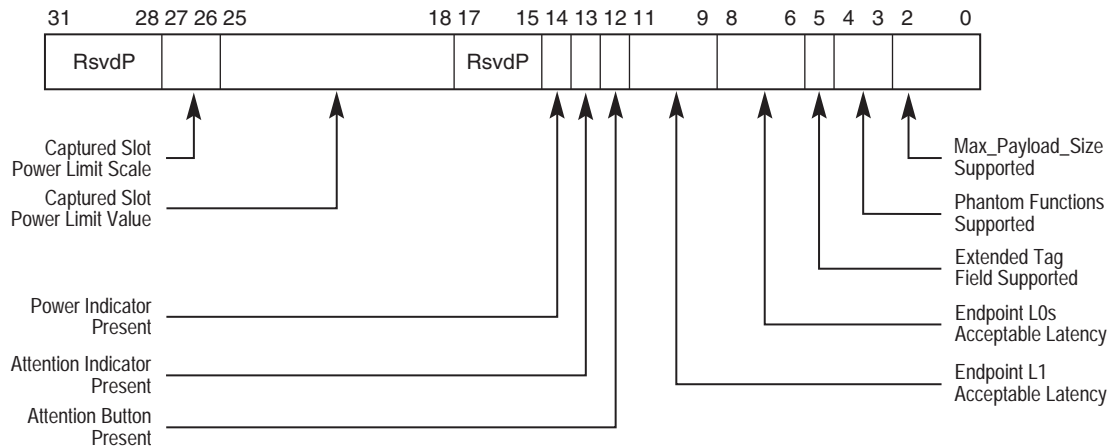 31 28 27 26 25 18 17 15 14 13 12 11 9 8 6 5 4 3 2 0
RsvdP RsvdP
Captured Slot
Power Limit Scale
Captured Slot
Power Limit Value
Power Indicator
Present
Attention Indicator
Present
Attention Button
Present
Max_Payload_Size
Supported
Phantom Functions
Supported
Extended Tag
Field Supported
Endpoint L0s
Acceptable Latency
Endpoint L1
Acceptable Latency